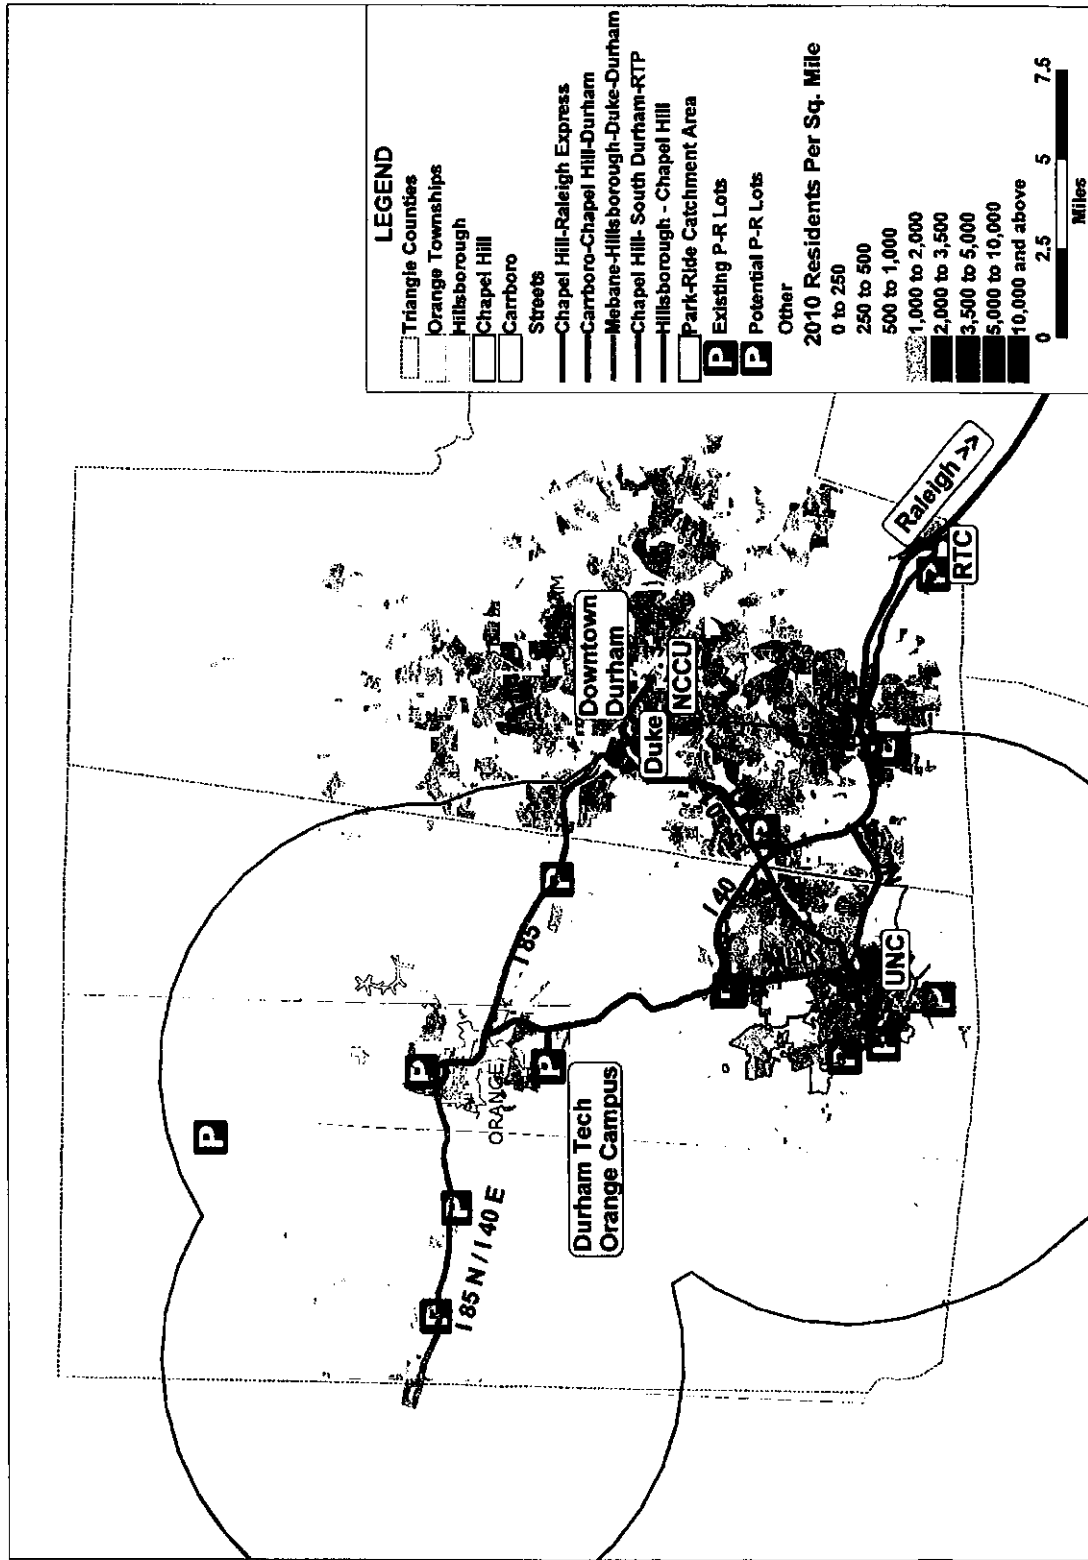 LEGEND
Triangle Counties
Orange Townships
Hillsborough
Chapel Hill
Carrboro
Streets
Chapel Hill-Raleigh Express
Carrboro-Chapel Hill-Durham
Mebane-Hillsborough-Duke-Durham
Chapel Hill- South Durham-RTP
Hillsborough - Chapel Hill
Park-Ride Catchment Area
P Existing P-R Lots
P Potential P-R Lots
Other
2010 Residents Per Sq. Mile
0 to 250
250 to 500
500 to 1,000
1,000 to 2,000
2,000 to 3,500
3,500 to 5,000
5,000 to 10,000
10,000 and above
0 2.5 5 7.5
Miles
P
P
P
P
P
P
P
P
P
P
P
P
P
I 85 N / I 40 E
ORANGE
I 85
Durham Tech
Orange Campus
Downtown
Durham
Duke
NCCU
I 40
MLK
UNC
Raleigh >>
RTC